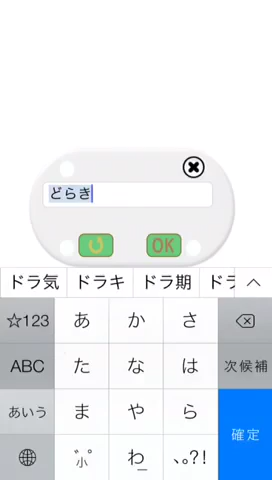 どらき
OK
ドラ気 ドラキ ドラ期 ドラ
☆123 あ か さ
ABC た な は 次候補
あいう ま や ら 確定
゛゜小 わ_ 、。?!